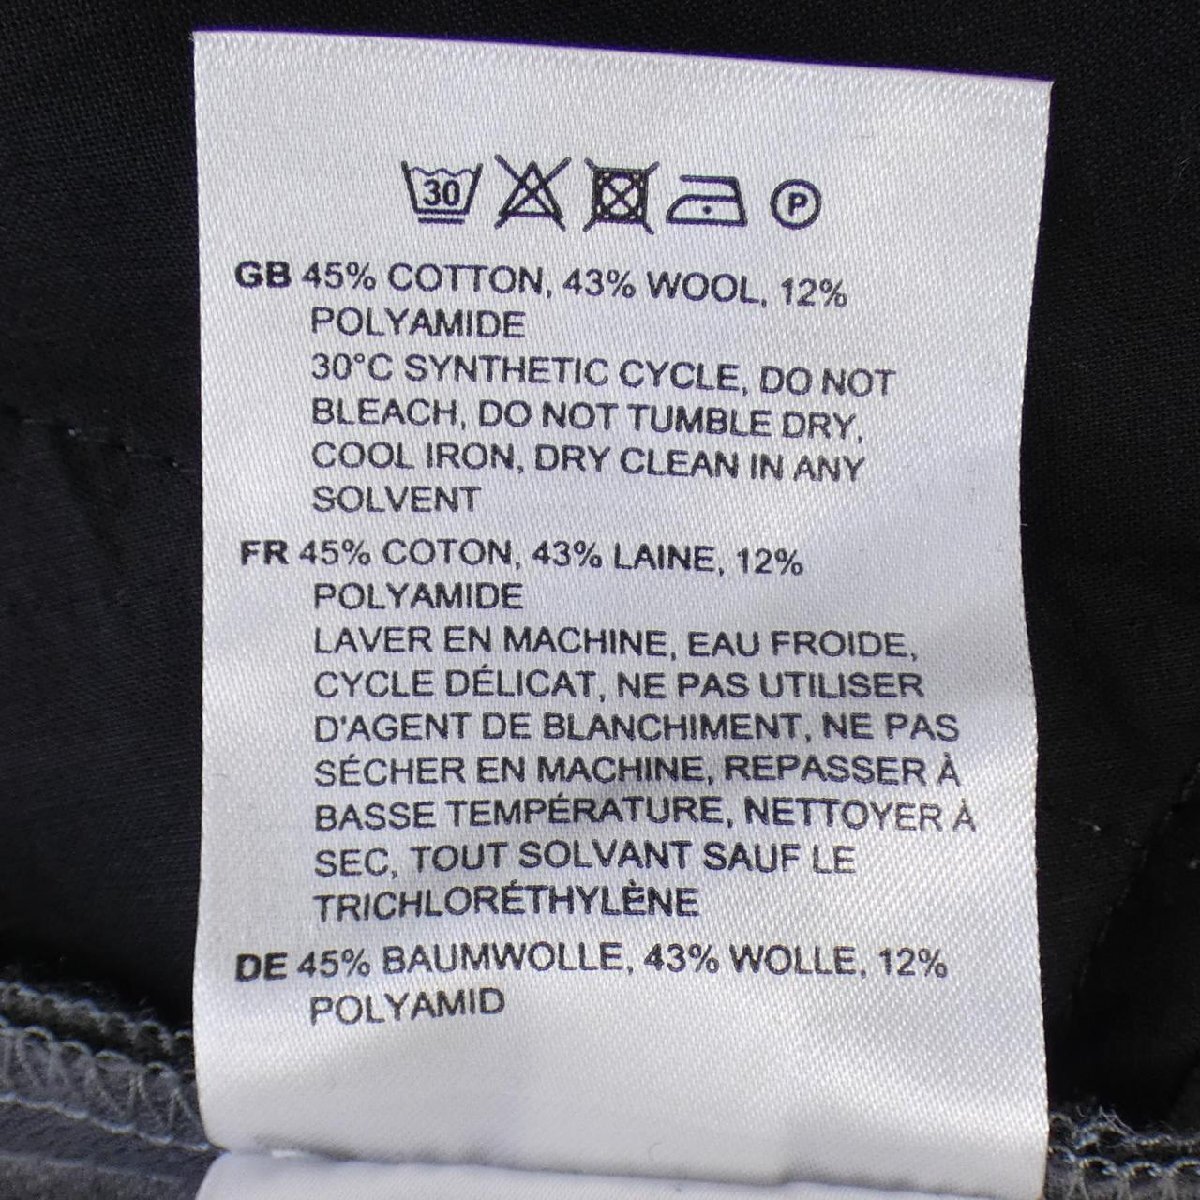 30 P
GB 45% COTTON, 43% WOOL, 12%
POLYAMIDE
30°C SYNTHETIC CYCLE, DO NOT
BLEACH, DO NOT TUMBLE DRY,
COOL IRON, DRY CLEAN IN ANY
SOLVENT
FR 45% COTON, 43% LAINE, 12%
POLYAMIDE
LAVER EN MACHINE, EAU FROIDE,
CYCLE DÉLICAT, NE PAS UTILISER
D'AGENT DE BLANCHIMENT, NE PAS
SÉCHER EN MACHINE, REPASSER À
BASSE TEMPÉRATURE, NETTOYER À
SEC, TOUT SOLVANT SAUF LE
TRICHLORÉTHYLÈNE
DE 45% BAUMWOLLE, 43% WOLLE, 12%
POLYAMID